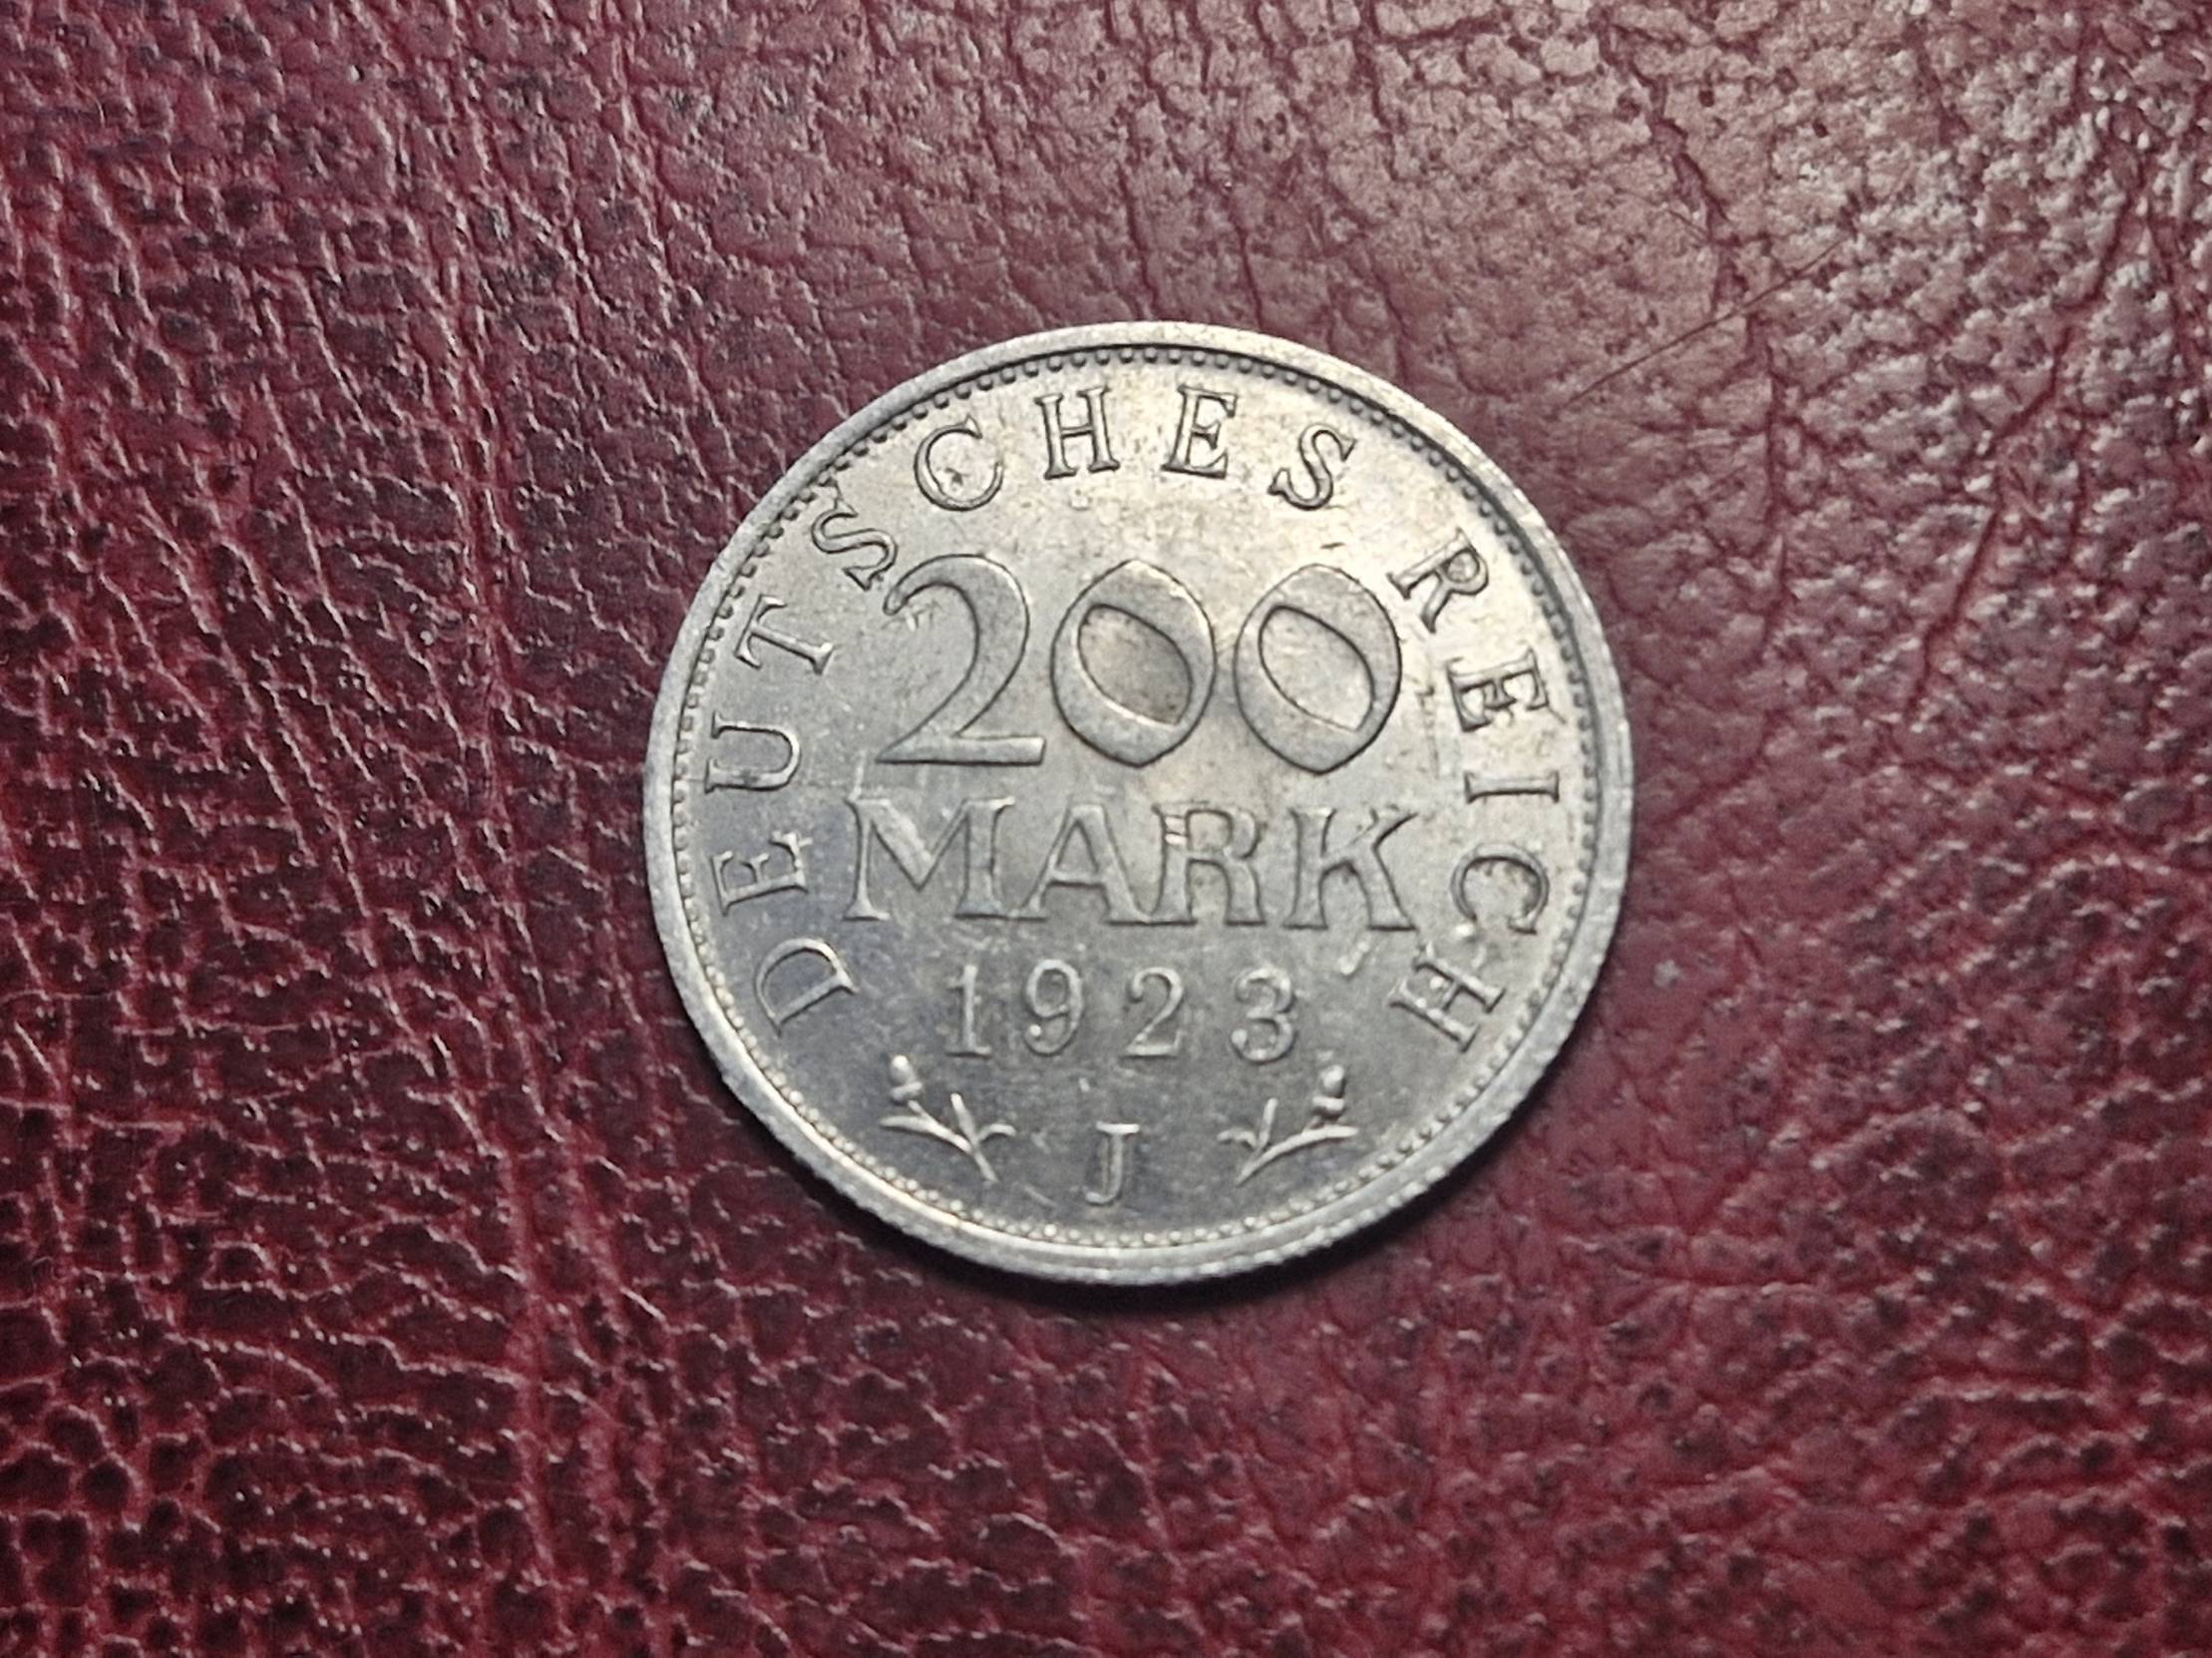 DEUTSCHES REICH
200
MARK
1923
J